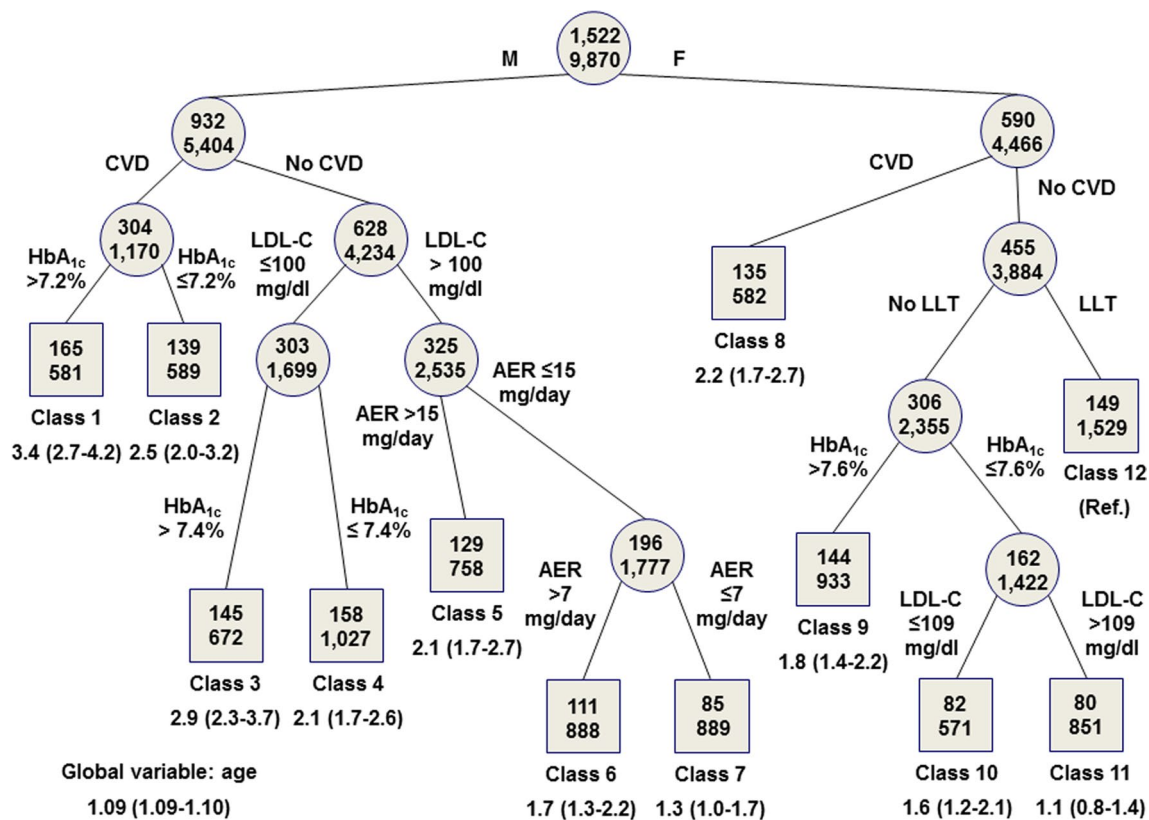 1,522
9,870
M
F
932
5,404
590
4,466
CVD
No CVD
CVD
No CVD
304
1,170
628
4,234
455
3,884
HbA1c
>7.2%
HbA1c
≤7.2%
LDL-C
≤100
mg/dl
LDL-C
> 100
mg/dl
135
582
Class 8
2.2 (1.7-2.7)
No LLT
LLT
165
581
Class 1
3.4 (2.7-4.2)
139
589
Class 2
2.5 (2.0-3.2)
303
1,699
325
2,535
AER >15
mg/day
AER ≤15
mg/day
306
2,355
149
1,529
Class 12
(Ref.)
HbA1c
> 7.4%
HbA1c
≤ 7.4%
HbA1c
>7.6%
HbA1c
≤7.6%
129
758
Class 5
2.1 (1.7-2.7)
196
1,777
144
933
Class 9
1.8 (1.4-2.2)
162
1,422
145
672
Class 3
2.9 (2.3-3.7)
158
1,027
Class 4
2.1 (1.7-2.6)
AER
>7
mg/day
AER
≤7
mg/day
LDL-C
≤109
mg/dl
LDL-C
>109
mg/dl
111
888
Class 6
1.7 (1.3-2.2)
85
889
Class 7
1.3 (1.0-1.7)
82
571
Class 10
1.6 (1.2-2.1)
80
851
Class 11
1.1 (0.8-1.4)
Global variable: age
1.09 (1.09-1.10)